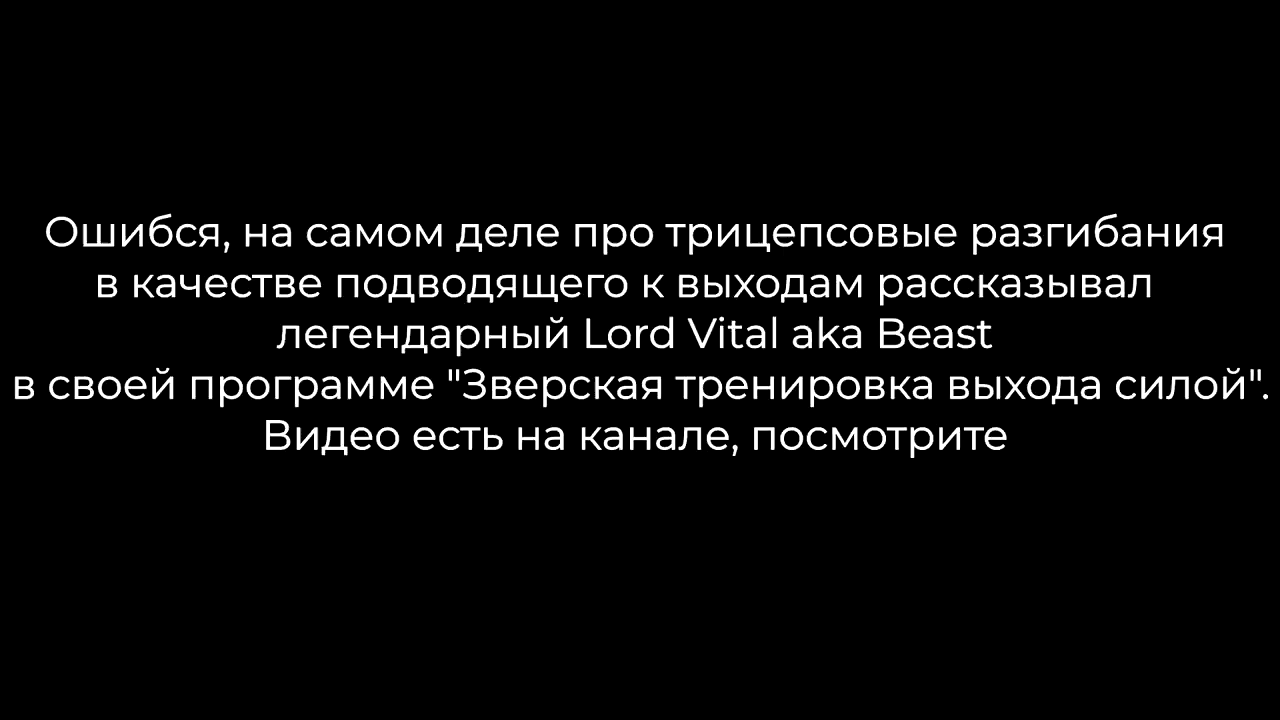 Ошибся, на самом деле про трицепсовые разгибания
в качестве подводящего к выходам рассказывал
легендарный Lord Vital aka Beast
в своей программе "Зверская тренировка выхода силой".
Видео есть на канале, посмотрите